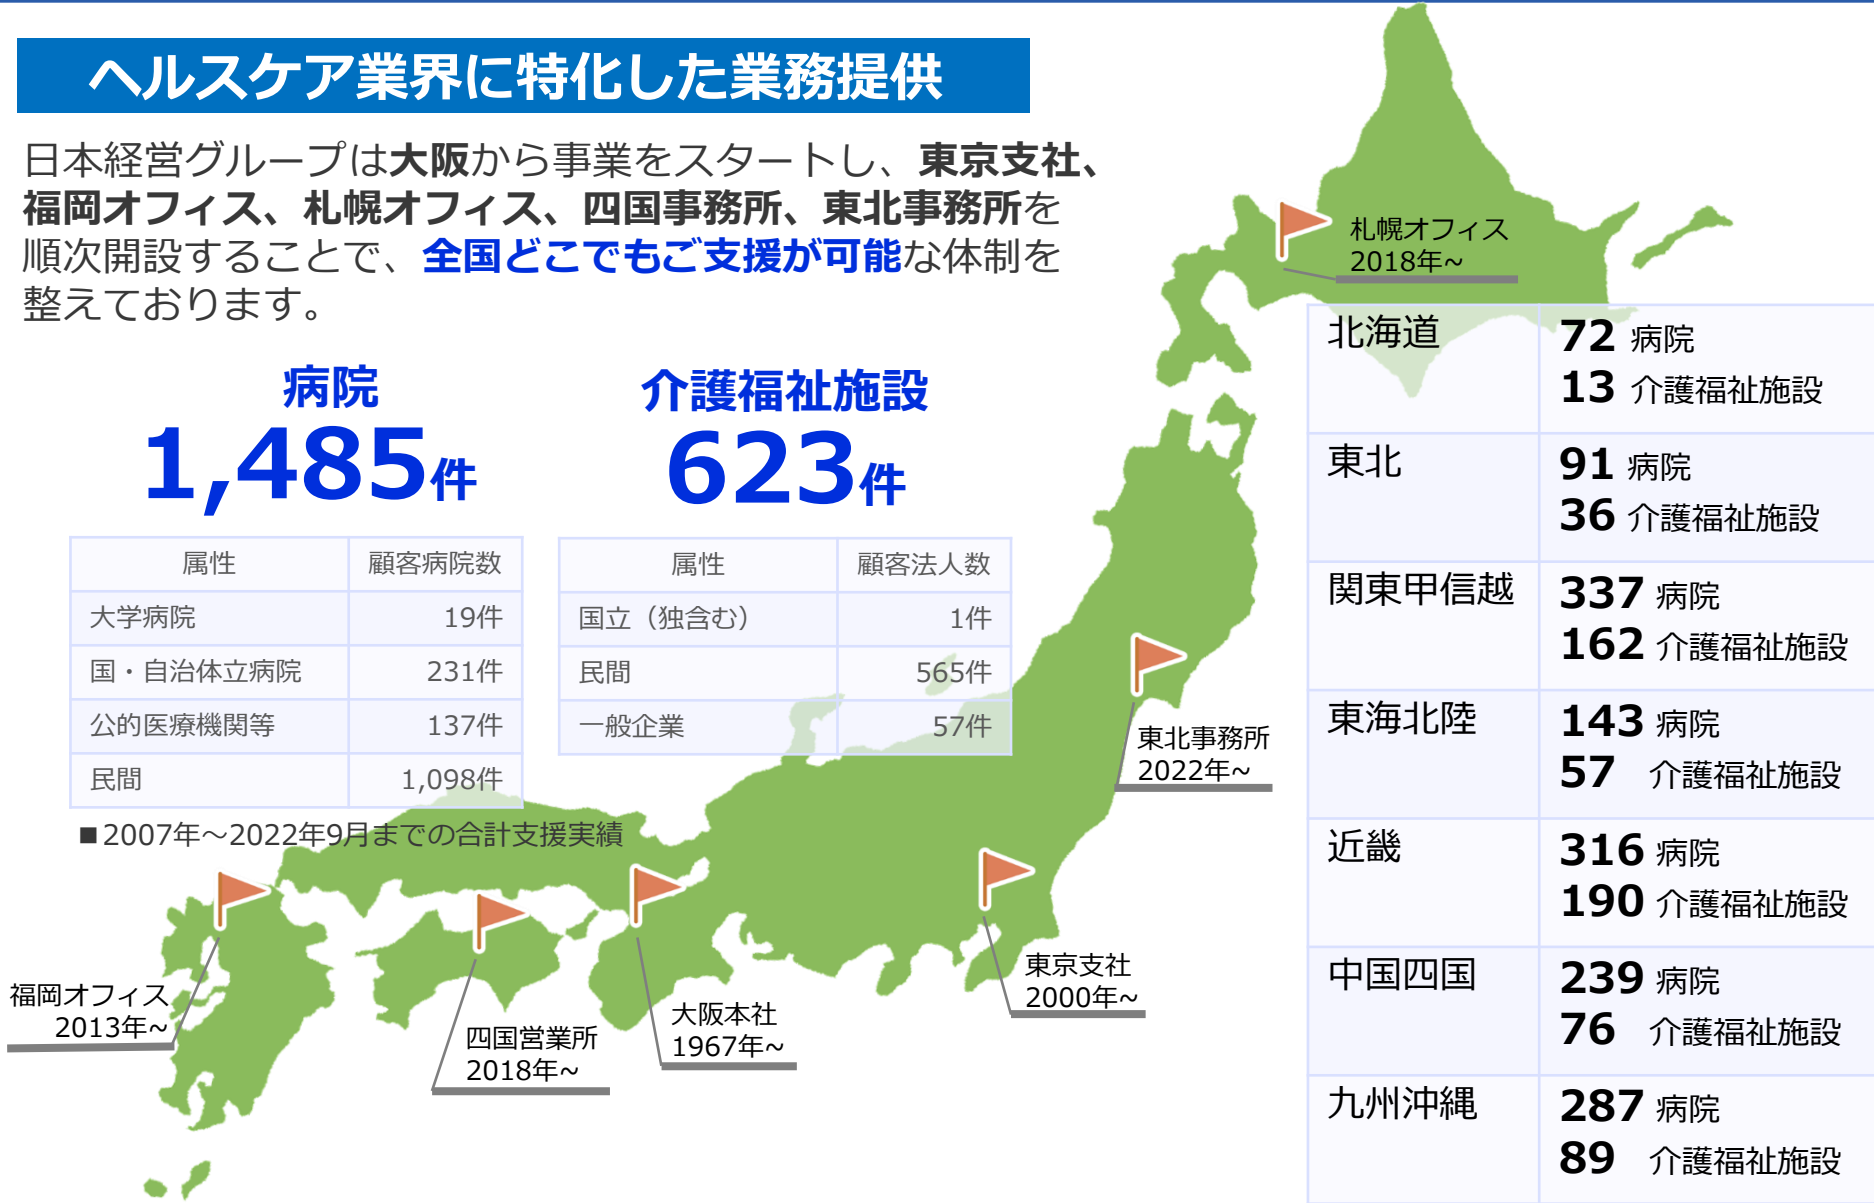 ヘルスケア業界に特化した業務提供
日本経営グループは大阪から事業をスタートし、東京支社、
福岡オフィス、札幌オフィス、四国事務所、東北事務所を
順次開設することで、全国どこでもご支援が可能な体制を
整えております。
病院
1,485件
介護福祉施設
623件
属性 顧客病院数
大学病院 19件
国・自治体立病院 231件
公的医療機関等 137件
民間 1,098件
属性 顧客法人数
国立（独含む） 1件
民間 565件
一般企業 57件
■2007年～2022年9月までの合計支援実績
札幌オフィス
2018年~
東北事務所
2022年~
東京支社
2000年~
大阪本社
1967年~
四国営業所
2018年~
福岡オフィス
2013年~
北海道 72 病院
13 介護福祉施設
東北 91 病院
36 介護福祉施設
関東甲信越 337 病院
162 介護福祉施設
東海北陸 143 病院
57 介護福祉施設
近畿 316 病院
190 介護福祉施設
中国四国 239 病院
76 介護福祉施設
九州沖縄 287 病院
89 介護福祉施設